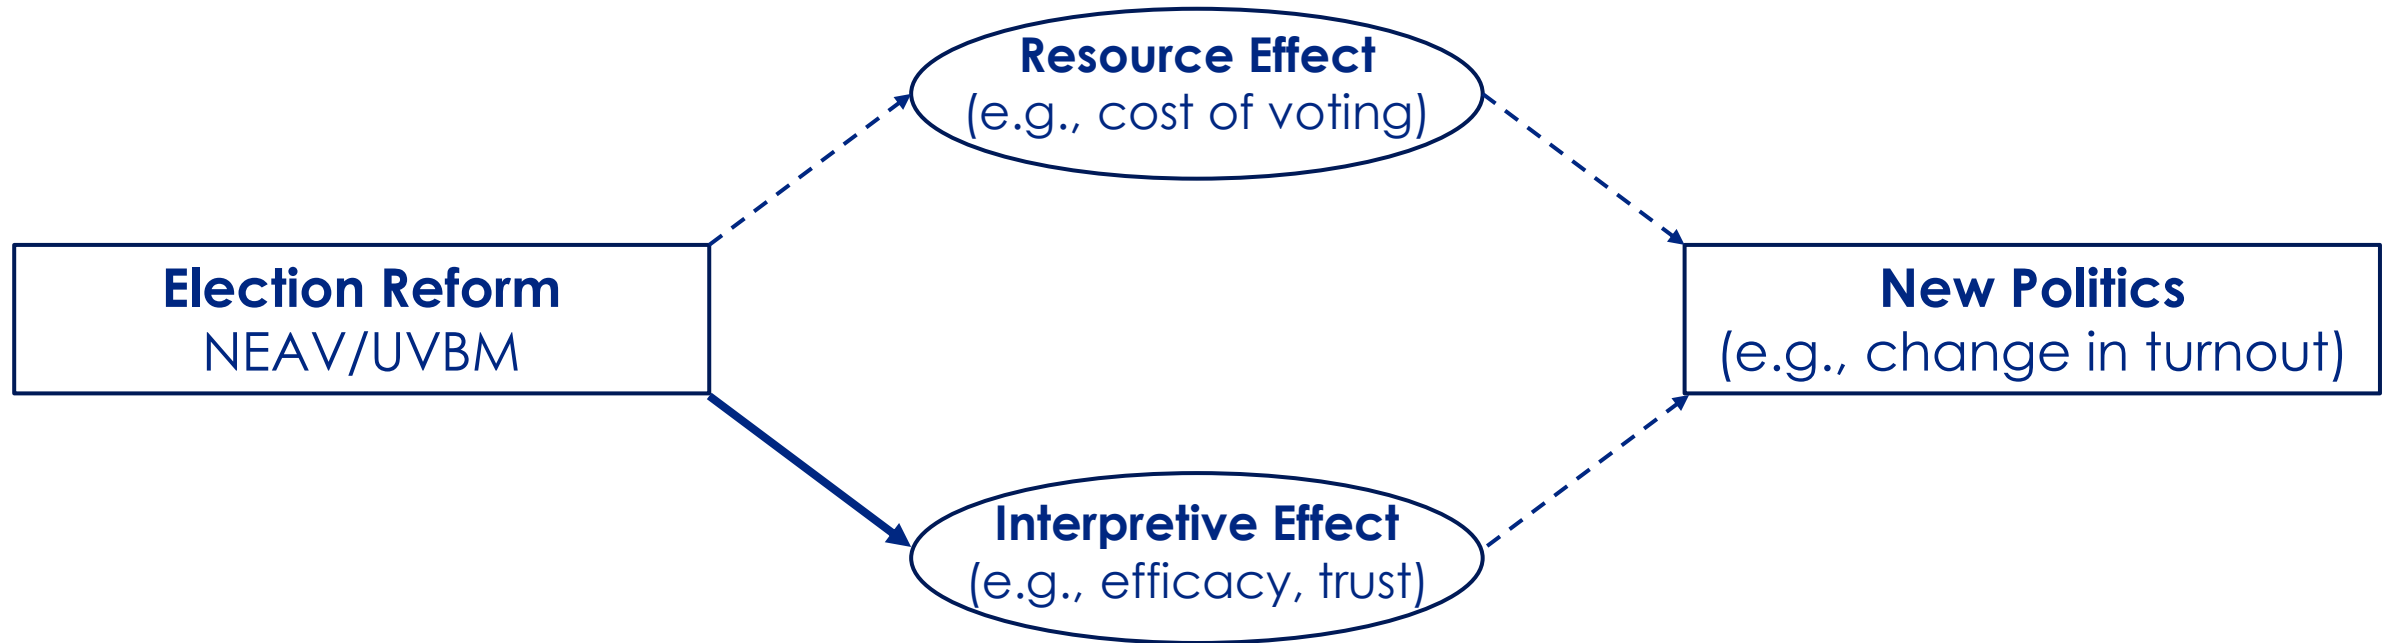 Resource Effect
(e.g., cost of voting)
Election Reform
NEAV/UVBM
New Politics
(e.g., change in turnout)
Interpretive Effect
(e.g., efficacy, trust)